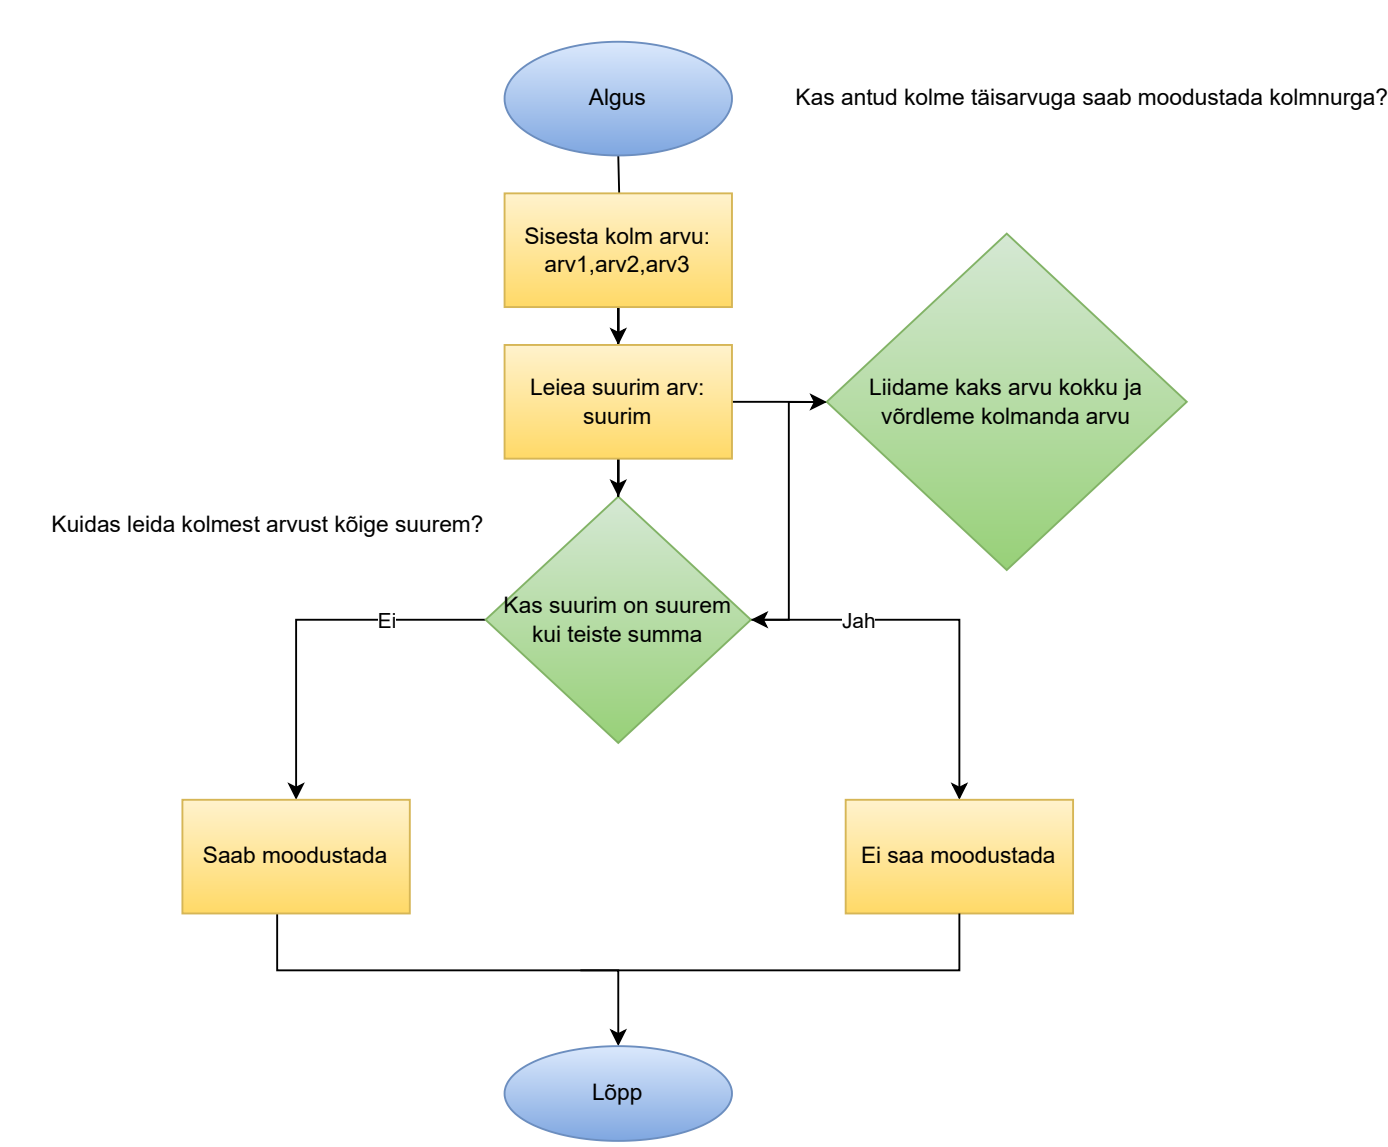 Algus
Kas antud kolme täisarvuga saab moodustada kolmnurga?
Sisesta kolm arvu:
arv1,arv2,arv3
Leiea suurim arv:
suurim
Liidame kaks arvu kokku ja
võrdleme kolmanda arvu
Kuidas leida kolmest arvust kõige suurem?
Kas suurim on suurem
kui teiste summa
Ei
Jah
Saab moodustada
Ei saa moodustada
Lõpp